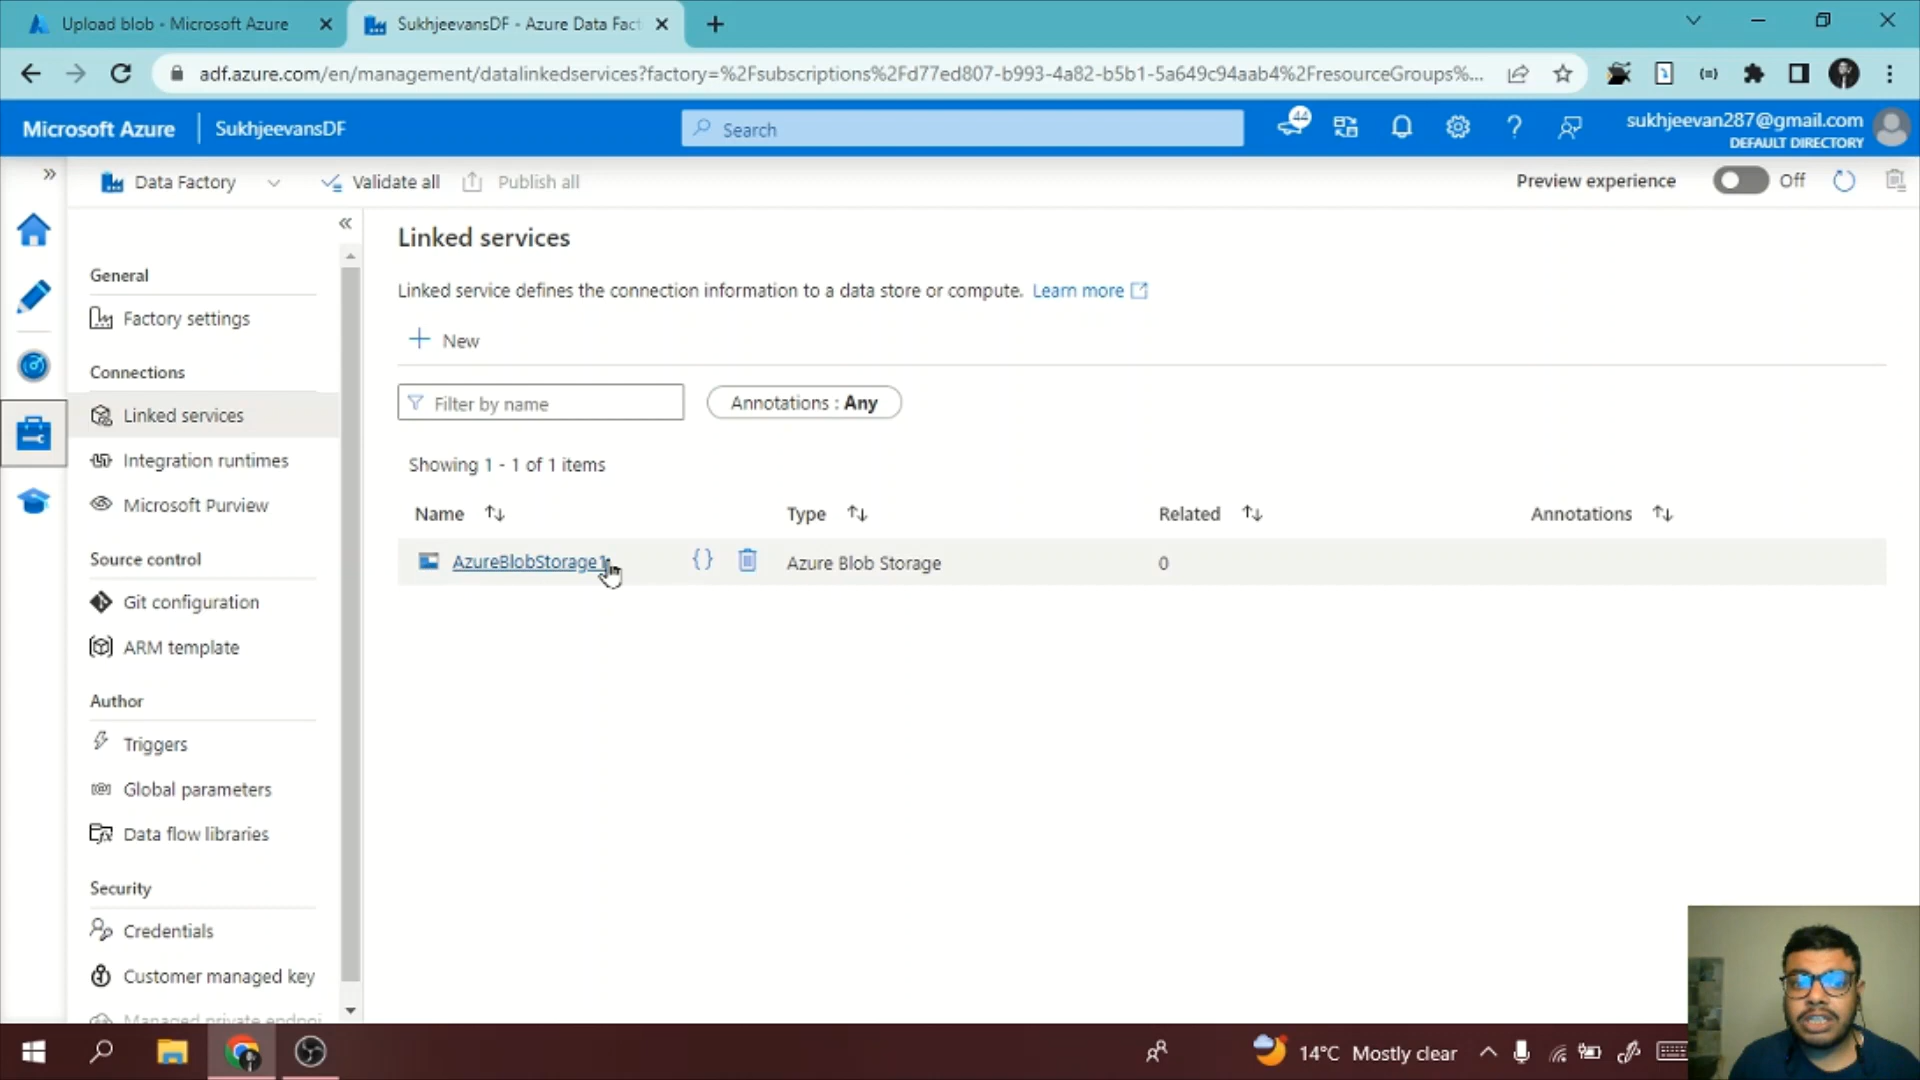 Upload blob - Microsoft Azure
SukhjeevansDF - Azure Data Fact
adf.azure.com/en/management/datalinkedservices?factory=%2Fsubscriptions%2Fd77ed807-b993-4a82-b5b1-5a649c94aab4%2FresourceGroups%...
Microsoft Azure
SukhjeevansDF
Search
44
sukhjeevan287@gmail.com
DEFAULT DIRECTORY
Data Factory
Validate all
Publish all
Preview experience
Off
General
Factory settings
Connections
Linked services
Integration runtimes
Microsoft Purview
Source control
Git configuration
ARM template
Author
Triggers
Global parameters
Data flow libraries
Security
Credentials
Customer managed key
Managed private endpoi
Linked services
Linked service defines the connection information to a data store or compute. Learn more
New
Filter by name
Annotations : Any
Showing 1 - 1 of 1 items
Name Type Related Annotations
AzureBlobStorage1 {} Azure Blob Storage 0
14°C Mostly clear